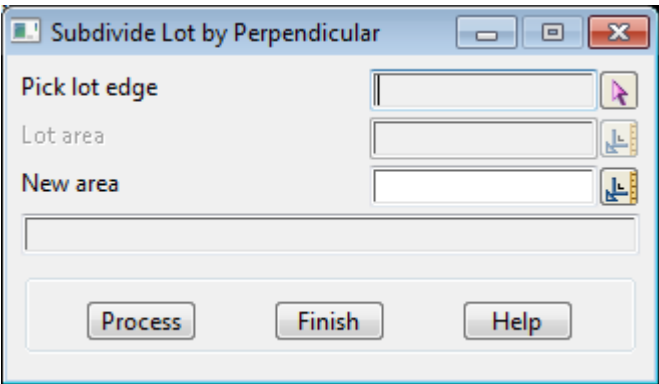 Subdivide Lot by Perpendicular
Pick lot edge
Lot area
New area
Process Finish Help